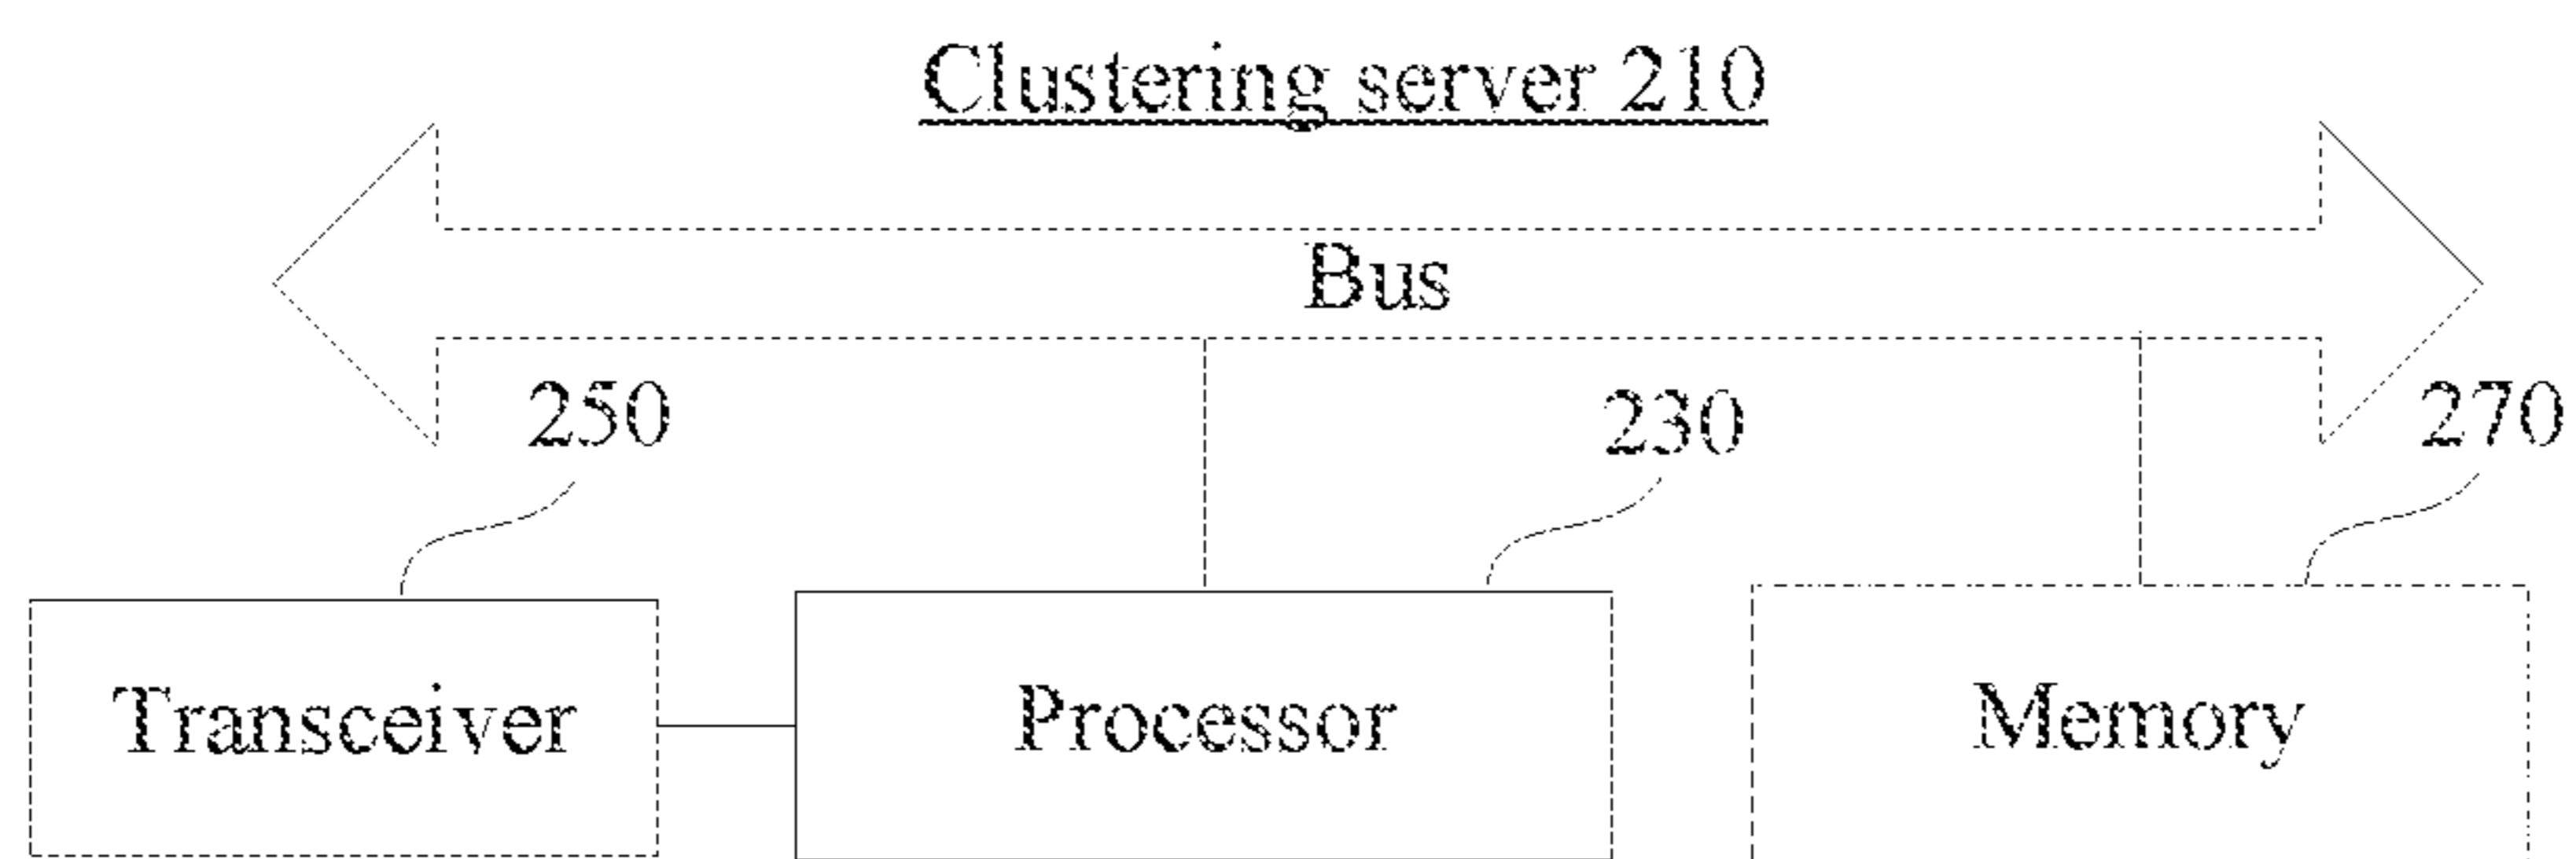 Clustering server 210
Bus
250
230
270
Transceiver
Processor
Memory